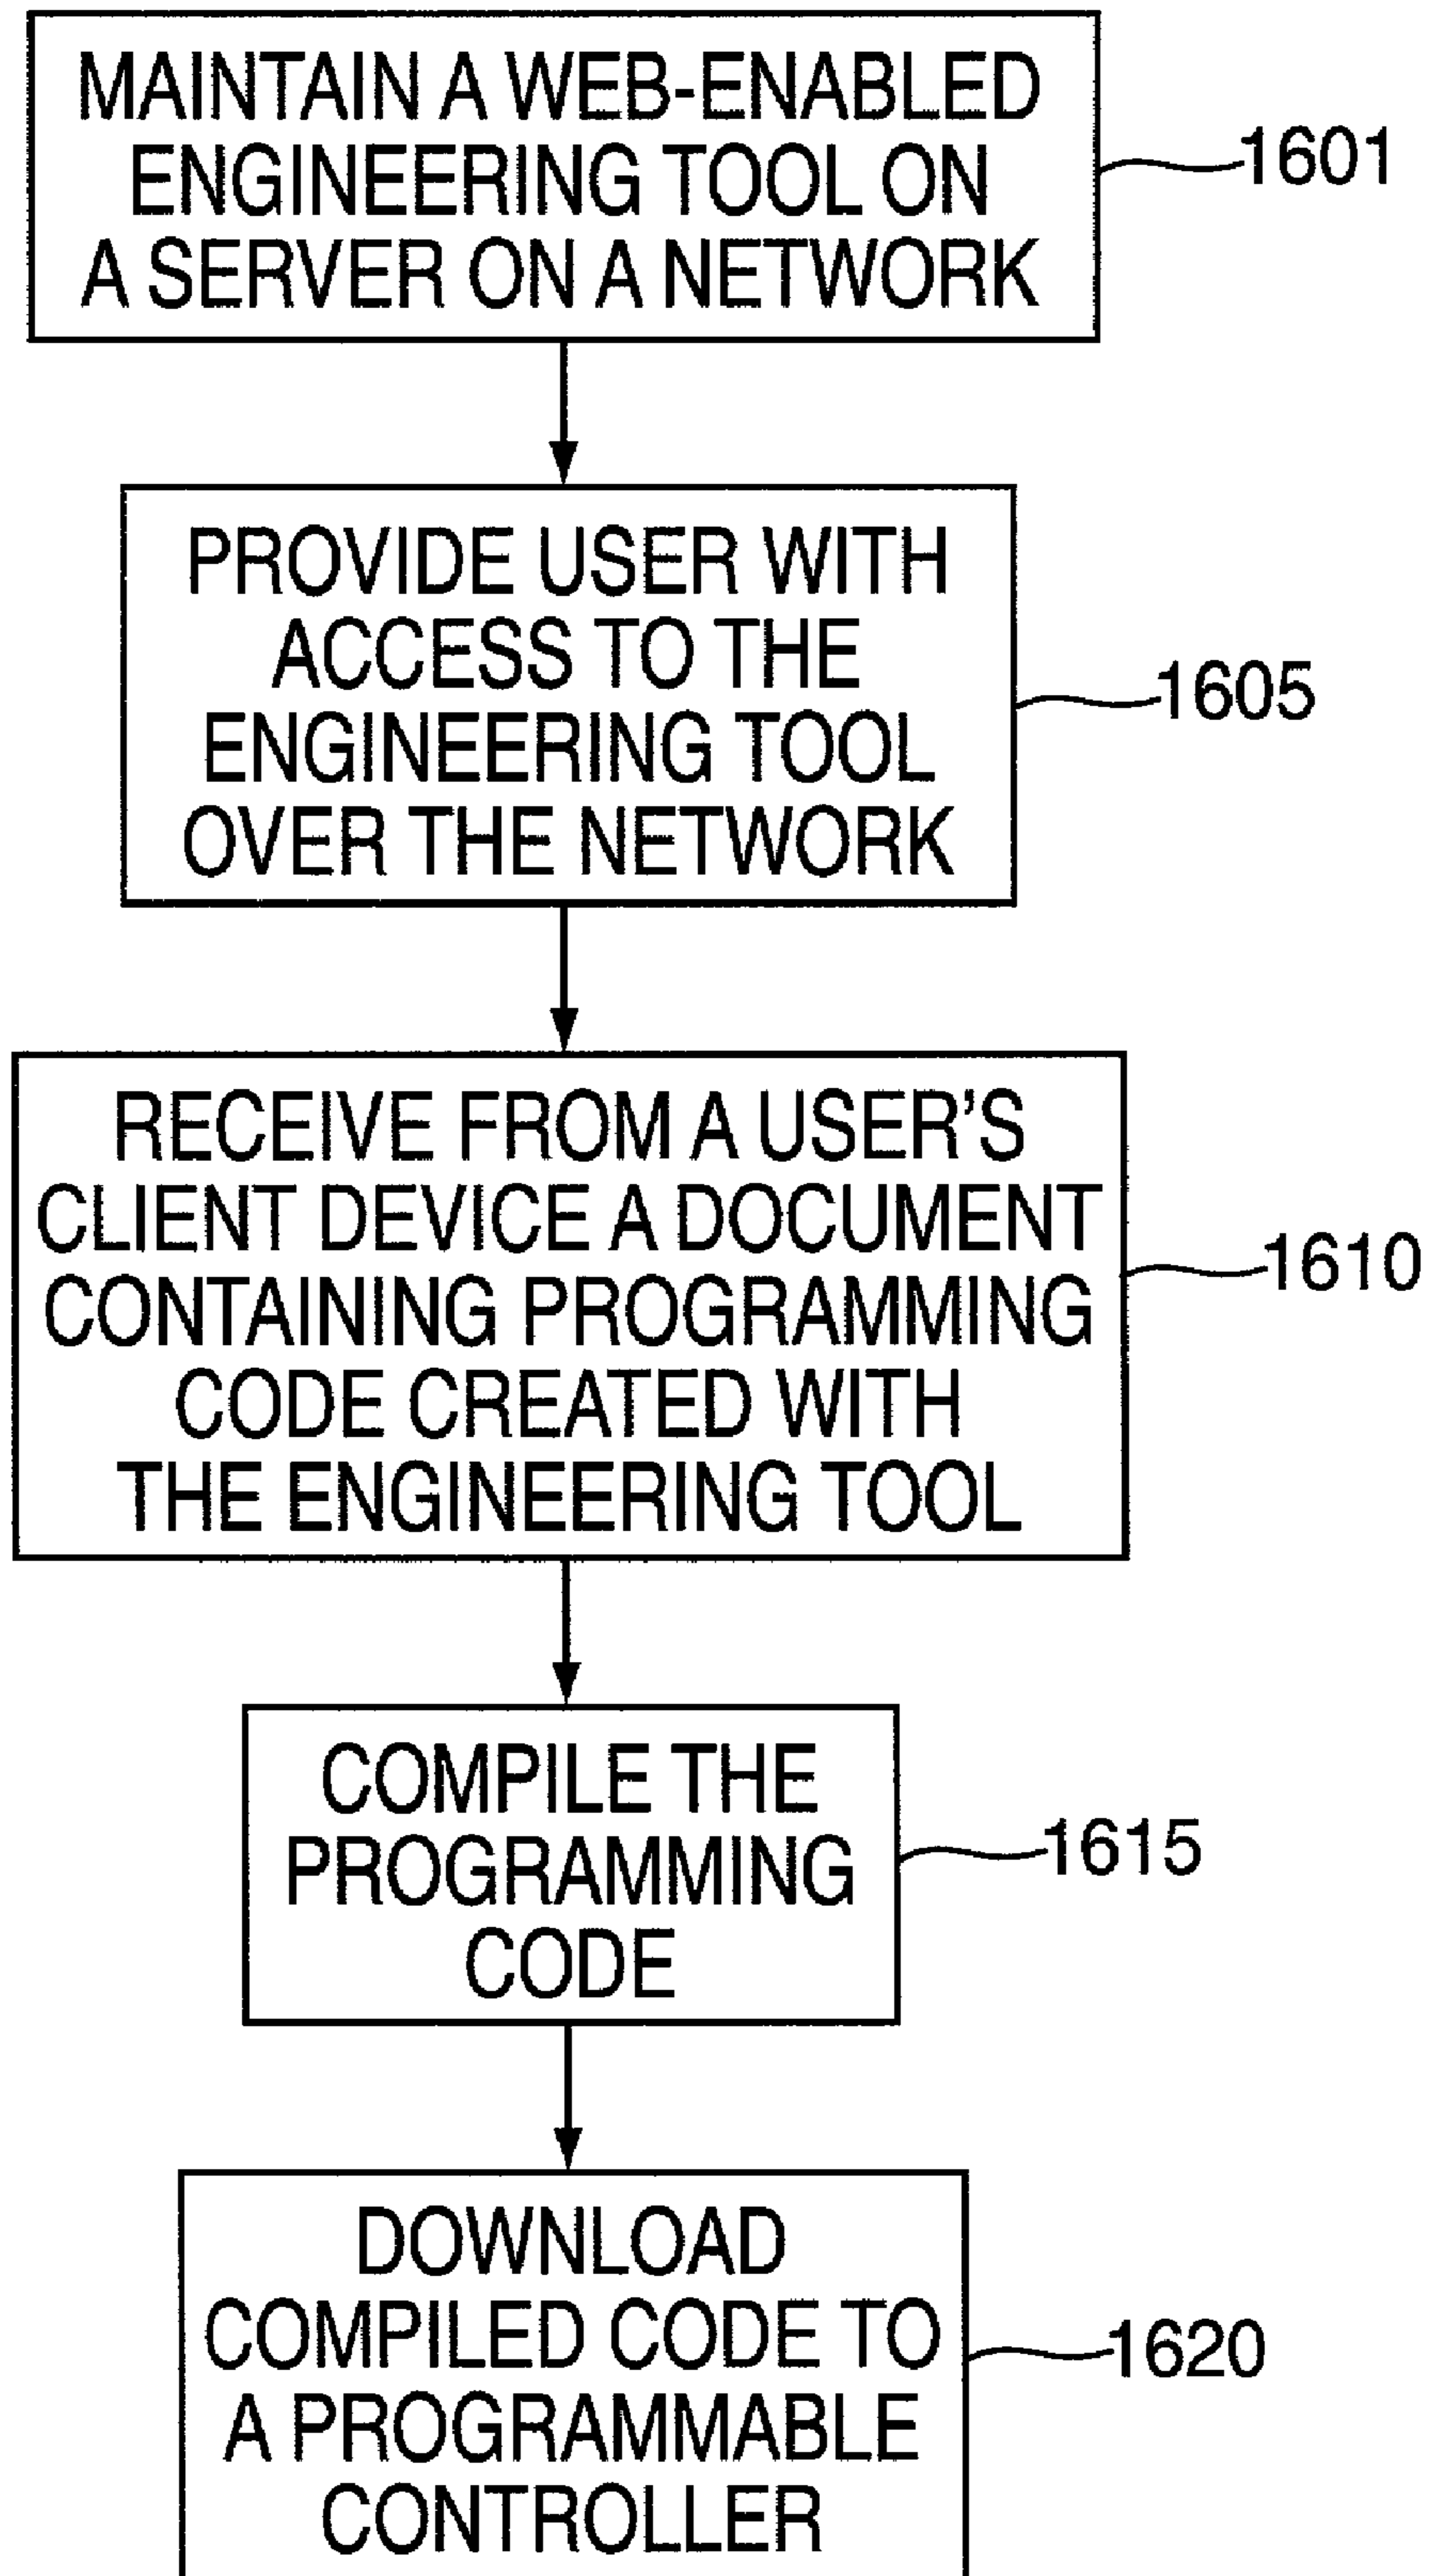 MAINTAIN A WEB-ENABLED
ENGINEERING TOOL ON
A SERVER ON A NETWORK
1601
PROVIDE USER WITH
ACCESS TO THE
ENGINEERING TOOL
OVER THE NETWORK
1605
RECEIVE FROM A USER'S
CLIENT DEVICE A DOCUMENT
CONTAINING PROGRAMMING
CODE CREATED WITH
THE ENGINEERING TOOL
1610
COMPILE THE
PROGRAMMING
CODE
1615
DOWNLOAD
COMPILED CODE TO
A PROGRAMMABLE
CONTROLLER
1620